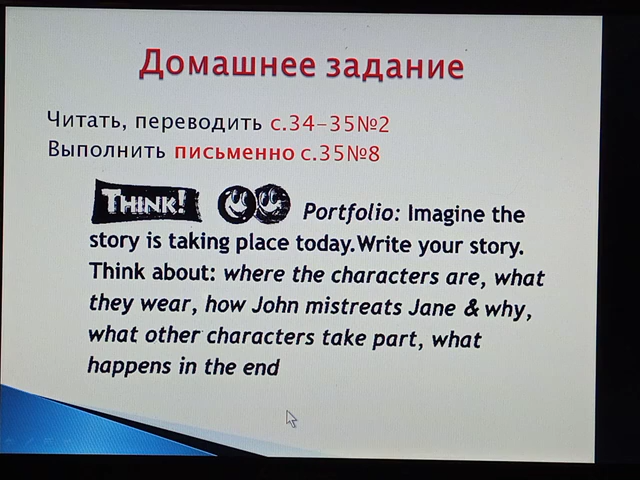 Домашнее задание
Читать, переводить с.34-35№2
Выполнить письменно с.35№8
THINK! Portfolio: Imagine the
story is taking place today.Write your story.
Think about: where the characters are, what
they wear, how John mistreats Jane & why,
what other characters take part, what
happens in the end